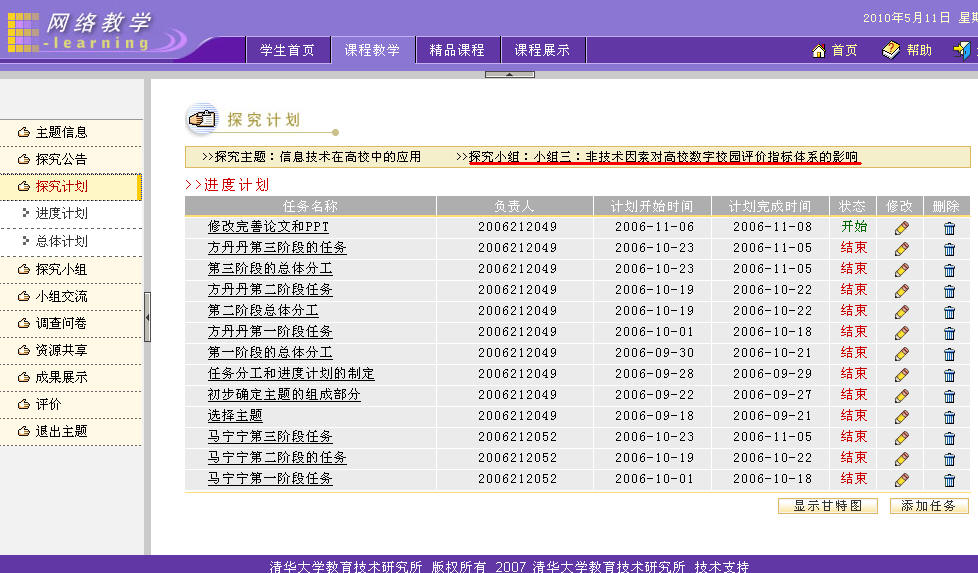 网络教学
-learning
2010年5月11日 星期
学生首页 课程教学 精品课程 课程展示 首页 帮助
主题信息
探究公告
探究计划
进度计划
总体计划
探究小组
小组交流
调查问卷
资源共享
成果展示
评价
退出主题
探究计划
>>探究主题：信息技术在高校中的应用 >>探究小组：小组三：非技术因素对高校数字校园评价指标体系的影响
>>进度计划
任务名称 负责人 计划开始时间 计划完成时间 状态 修改 删除
修改完善论文和PPT 2006212049 2006-11-06 2006-11-08 开始
方丹丹第三阶段的任务 2006212049 2006-10-23 2006-11-05 结束
第三阶段的总体分工 2006212049 2006-10-23 2006-11-05 结束
方丹丹第二阶段任务 2006212049 2006-10-19 2006-10-22 结束
第二阶段总体分工 2006212049 2006-10-19 2006-10-22 结束
方丹丹第一阶段任务 2006212049 2006-10-01 2006-10-18 结束
第一阶段的总体分工 2006212049 2006-09-30 2006-10-21 结束
任务分工和进度计划的制定 2006212049 2006-09-28 2006-09-29 结束
初步确定主题的组成部分 2006212049 2006-09-22 2006-09-27 结束
选择主题 2006212049 2006-09-18 2006-09-21 结束
马宁宁第三阶段任务 2006212052 2006-10-23 2006-11-05 结束
马宁宁第二阶段的任务 2006212052 2006-10-19 2006-10-22 结束
马宁宁第一阶段任务 2006212052 2006-10-01 2006-10-18 结束
显示甘特图 添加任务
清华大学教育技术研究所 版权所有 2007 清华大学教育技术研究所 技术支持